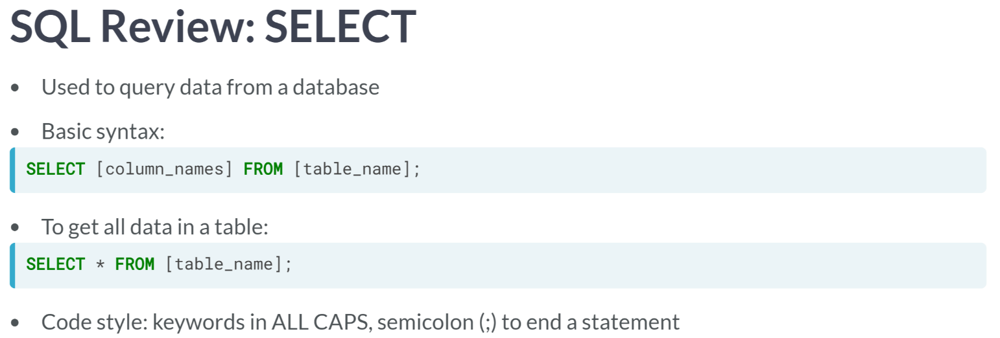 SQL Review: SELECT
• Used to query data from a database
• Basic syntax:
SELECT [column_names] FROM [table_name];
• To get all data in a table:
SELECT * FROM [table_name];
• Code style: keywords in ALL CAPS, semicolon (;) to end a statement